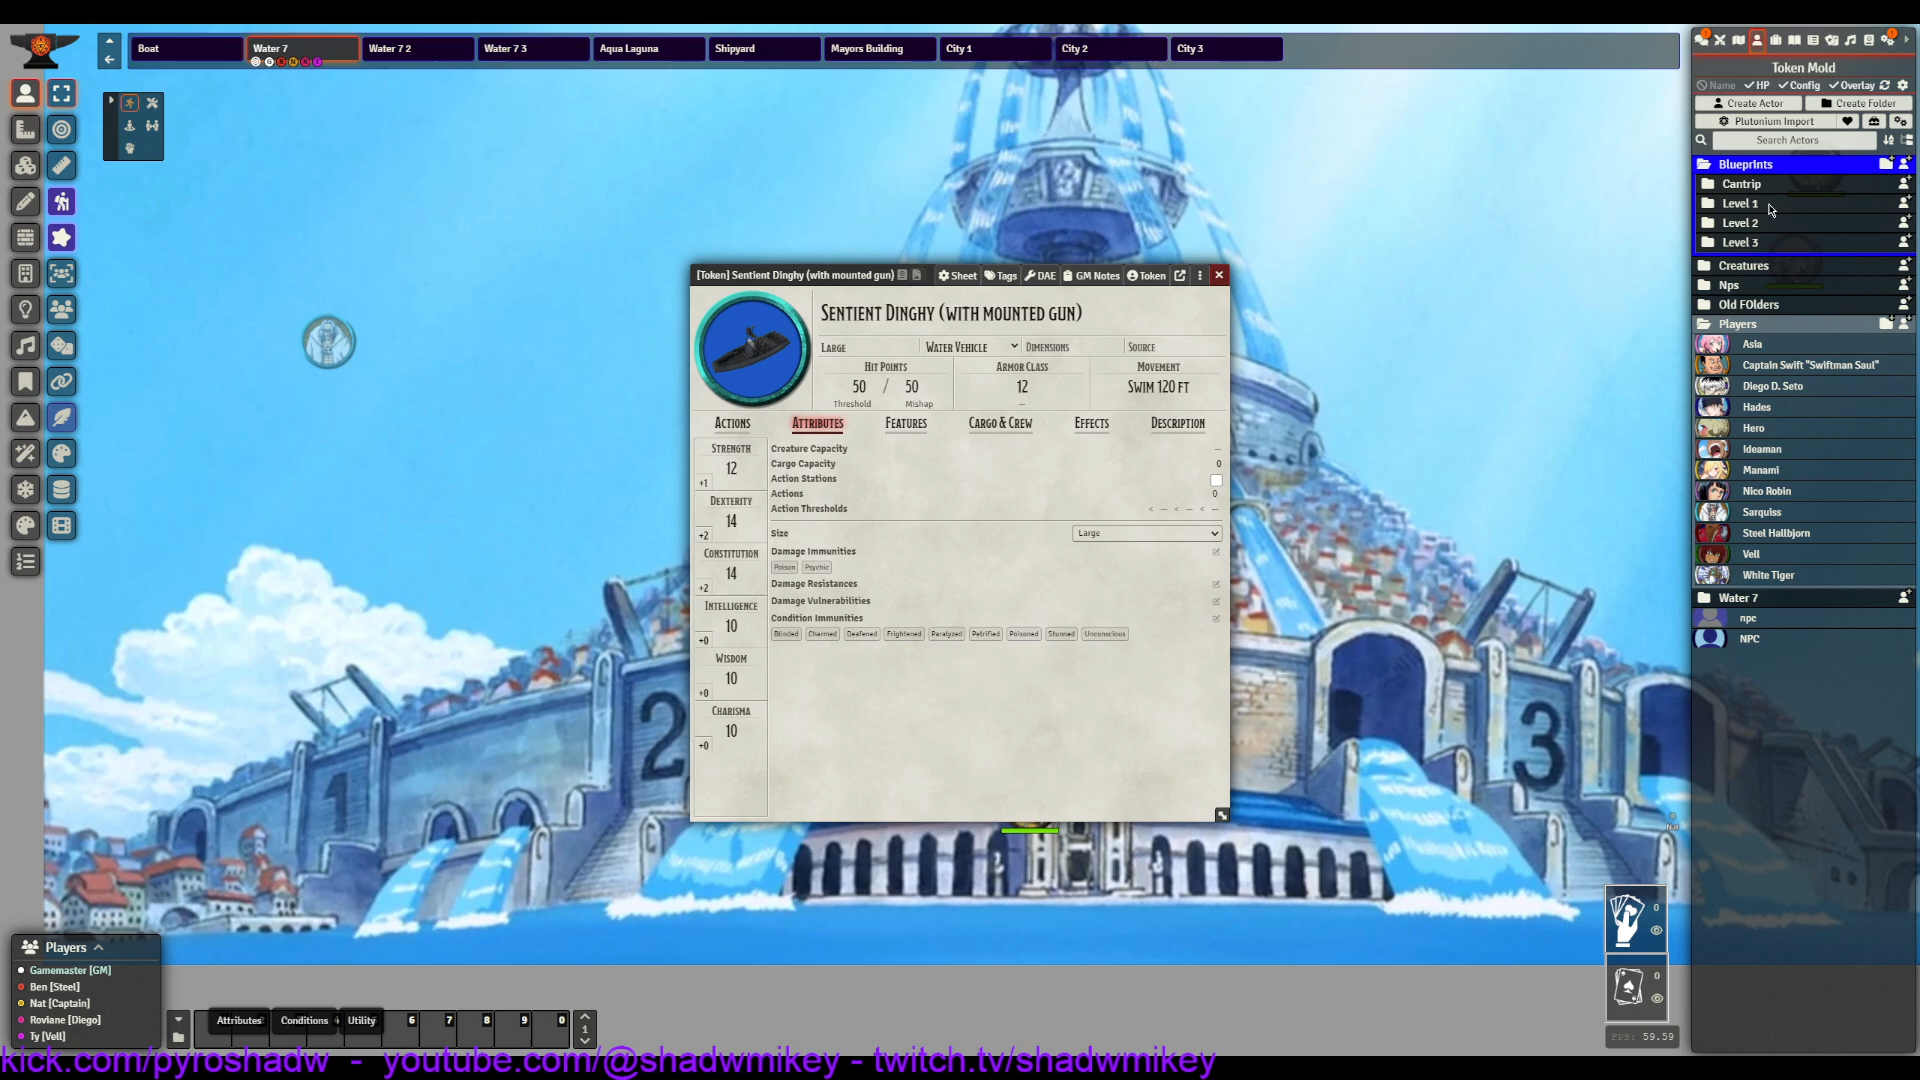 Boat
Water 7
Water 7 2
Water 7 3
Aqua Laguna
Shipyard
Mayors Building
City 1
City 2
City 3
Token Mold
Name HP Config Overlay
Create Actor
Create Folder
Plutonium Import
Search Actors
Blueprints
Cantrip
Level 1
Level 2
Level 3
Creatures
Nps
Old FOlders
Players
Asia
Captain Swift "Swiftman Saul"
Diego D. Seto
Hades
Hero
Ideaman
Manami
Nico Robin
Sarquiss
Steel Hallbjorn
Vell
White Tiger
Water 7
npc
NPC
[Token] Sentient Dinghy (with mounted gun)
Sheet
Tags
DAE
GM Notes
Token
Sentient Dinghy (with mounted gun)
Large
Water Vehicle
Dimensions
Source
Hit Points
50 / 50
Threshold
Mishap
Armor Class
12
—
Movement
Swim 120 ft
Actions
Attributes
Features
Cargo & Crew
Effects
Description
Strength
12
+1
Dexterity
14
+2
Constitution
14
+2
Intelligence
10
+0
Wisdom
10
+0
Charisma
10
+0
Creature Capacity —
Cargo Capacity 0
Action Stations
Actions 0
Action Thresholds < — < — < —
Size Large
Damage Immunities
Poison Psychic
Damage Resistances
Damage Vulnerabilities
Condition Immunities
Blinded Charmed Deafened Frightened Paralyzed Petrified Poisoned Stunned Unconscious
1
2
3
Nat
0
0
FPS: 59.59
Players
Gamemaster [GM]
Ben [Steel]
Nat [Captain]
Roviane [Diego]
Ty [Vell]
Attributes
Conditions
Utility
6
7
8
9
0
1
kick.com/pyroshadw - youtube.com/@shadwmikey - twitch.tv/shadwmikey